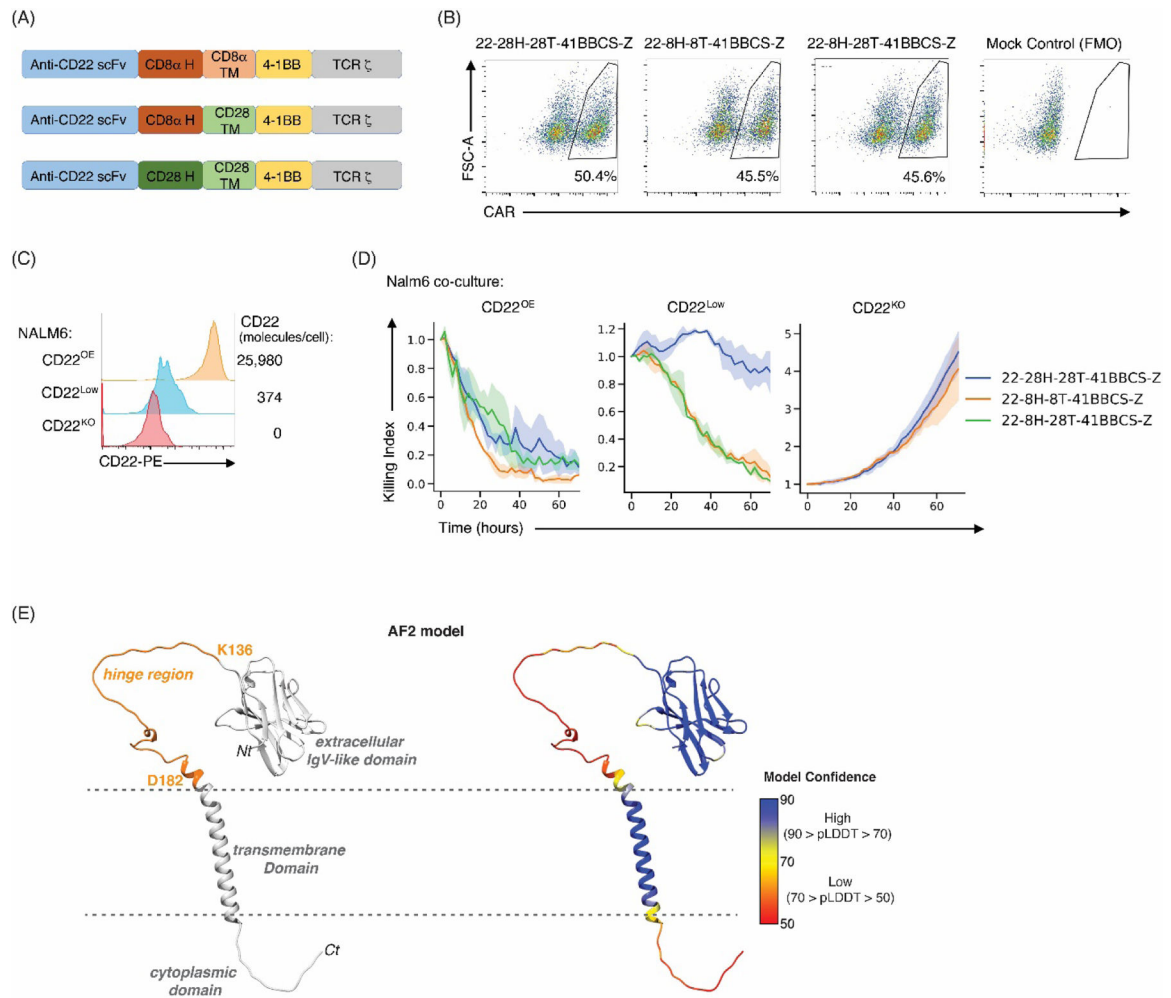 (A)
Anti-CD22 scFv CD8α H CD8α TM 4-1BB TCR ζ
Anti-CD22 scFv CD8α H CD28 TM 4-1BB TCR ζ
Anti-CD22 scFv CD28 H CD28 TM 4-1BB TCR ζ
(B)
22-28H-28T-41BBCS-Z 22-8H-8T-41BBCS-Z 22-8H-28T-41BBCS-Z Mock Control (FMO)
FSC-A
50.4% 45.5% 45.6%
CAR
(C)
NALM6:
CD22
(molecules/cell):
CD22OE 25,980
CD22Low 374
CD22KO 0
CD22-PE
(D)
Nalm6 co-culture:
CD22OE CD22Low CD22KO
Killing Index
1.0
0.8
0.6
0.4
0.2
0.0
0 20 40 60
1.2
1.0
0.8
0.6
0.4
0.2
0 20 40 60
5
4
3
2
1
0 20 40 60
22-28H-28T-41BBCS-Z
22-8H-8T-41BBCS-Z
22-8H-28T-41BBCS-Z
Time (hours)
(E)
AF2 model
K136
hinge region
Nt
extracellular
IgV-like domain
D182
transmembrane
Domain
Ct
cytoplasmic
domain
Model Confidence
90
High
(90 > pLDDT > 70)
70
Low
(70 > pLDDT > 50)
50